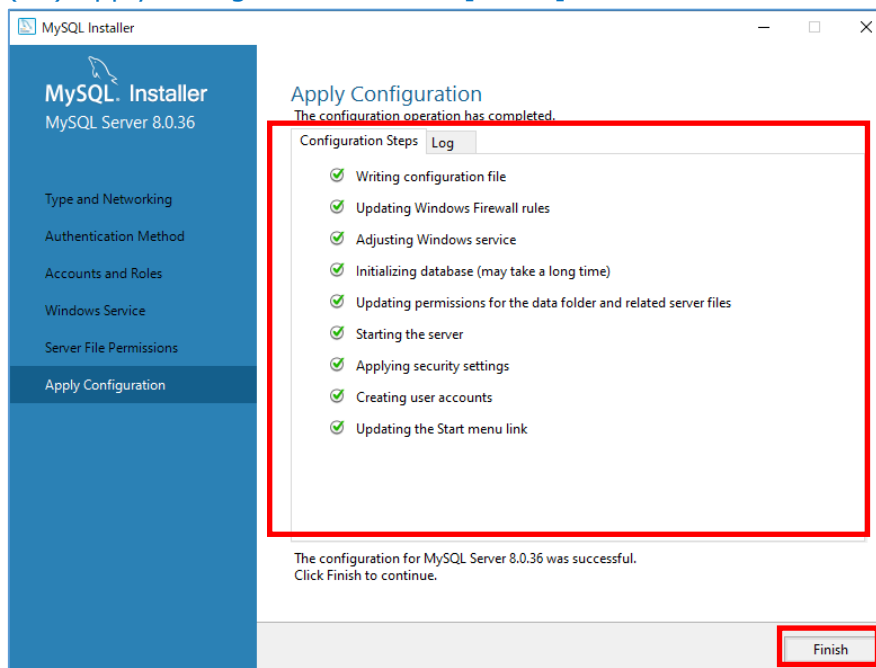 MySQL Installer
MySQL. Installer
MySQL Server 8.0.36
Type and Networking
Authentication Method
Accounts and Roles
Windows Service
Server File Permissions
Apply Configuration
Apply Configuration
The configuration operation has completed.
Configuration Steps Log
Writing configuration file
Updating Windows Firewall rules
Adjusting Windows service
Initializing database (may take a long time)
Updating permissions for the data folder and related server files
Starting the server
Applying security settings
Creating user accounts
Updating the Start menu link
The configuration for MySQL Server 8.0.36 was successful.
Click Finish to continue.
Finish